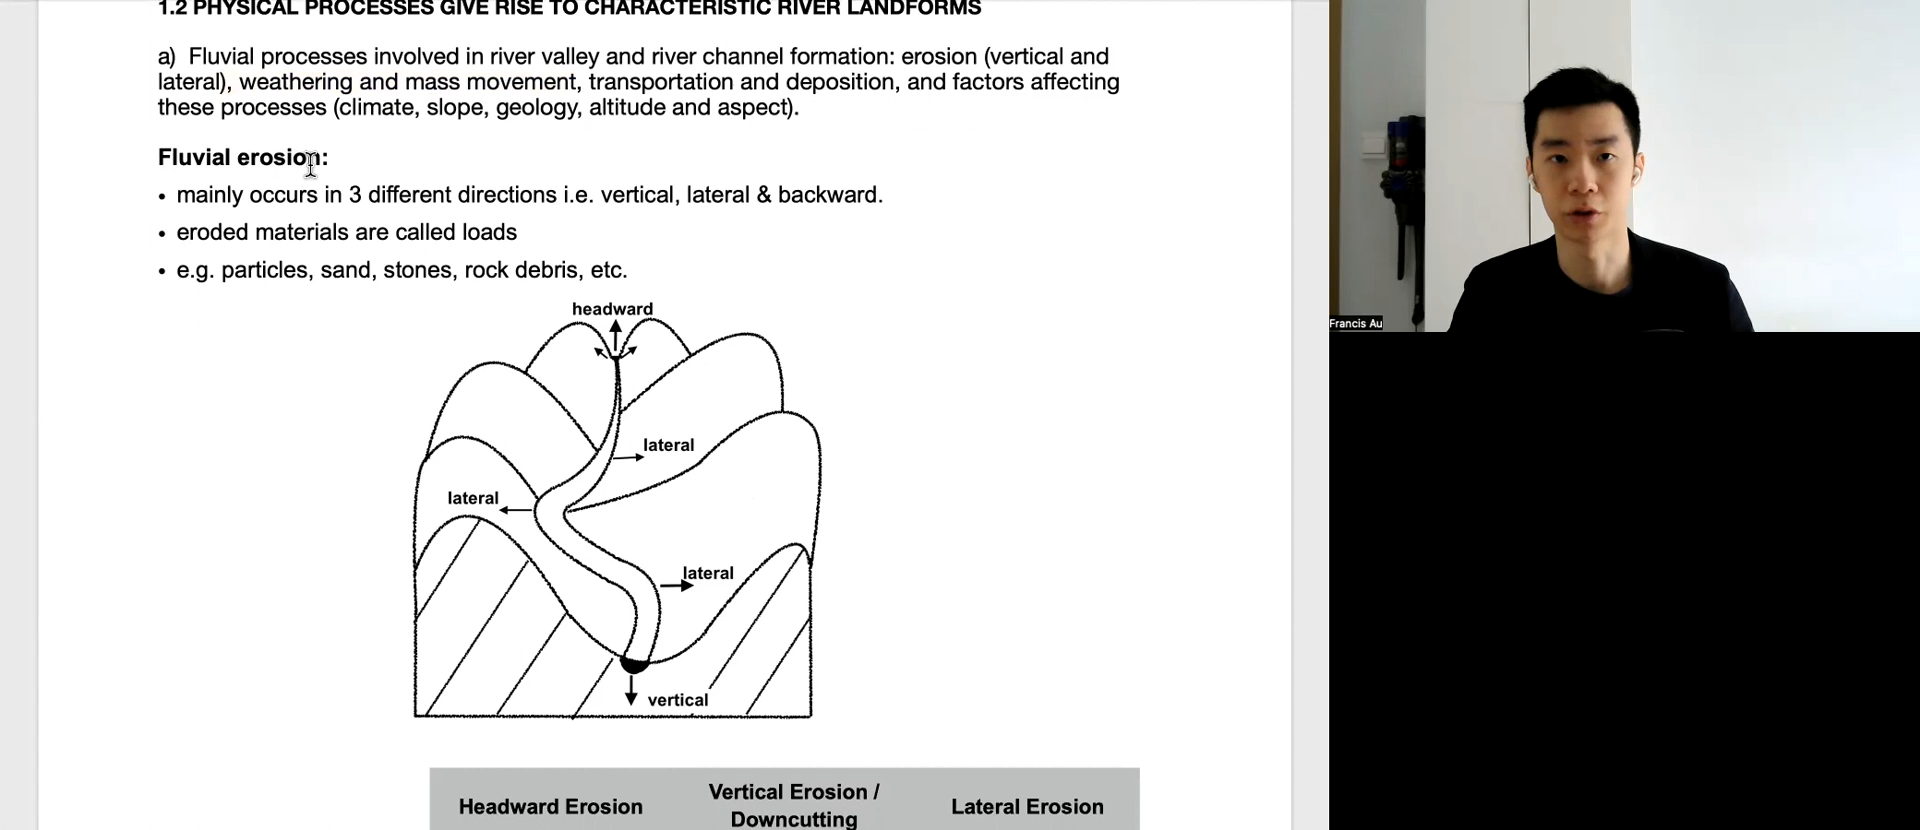 1.2 PHYSICAL PROCESSES GIVE RISE TO CHARACTERISTIC RIVER LANDFORMS
a) Fluvial processes involved in river valley and river channel formation: erosion (vertical and
lateral), weathering and mass movement, transportation and deposition, and factors affecting
these processes (climate, slope, geology, altitude and aspect).
Fluvial erosion:
• mainly occurs in 3 different directions i.e. vertical, lateral & backward.
• eroded materials are called loads
• e.g. particles, sand, stones, rock debris, etc.
headward
lateral
lateral
lateral
vertical
Headward Erosion
Vertical Erosion /
Downcutting
Lateral Erosion
Francis Au